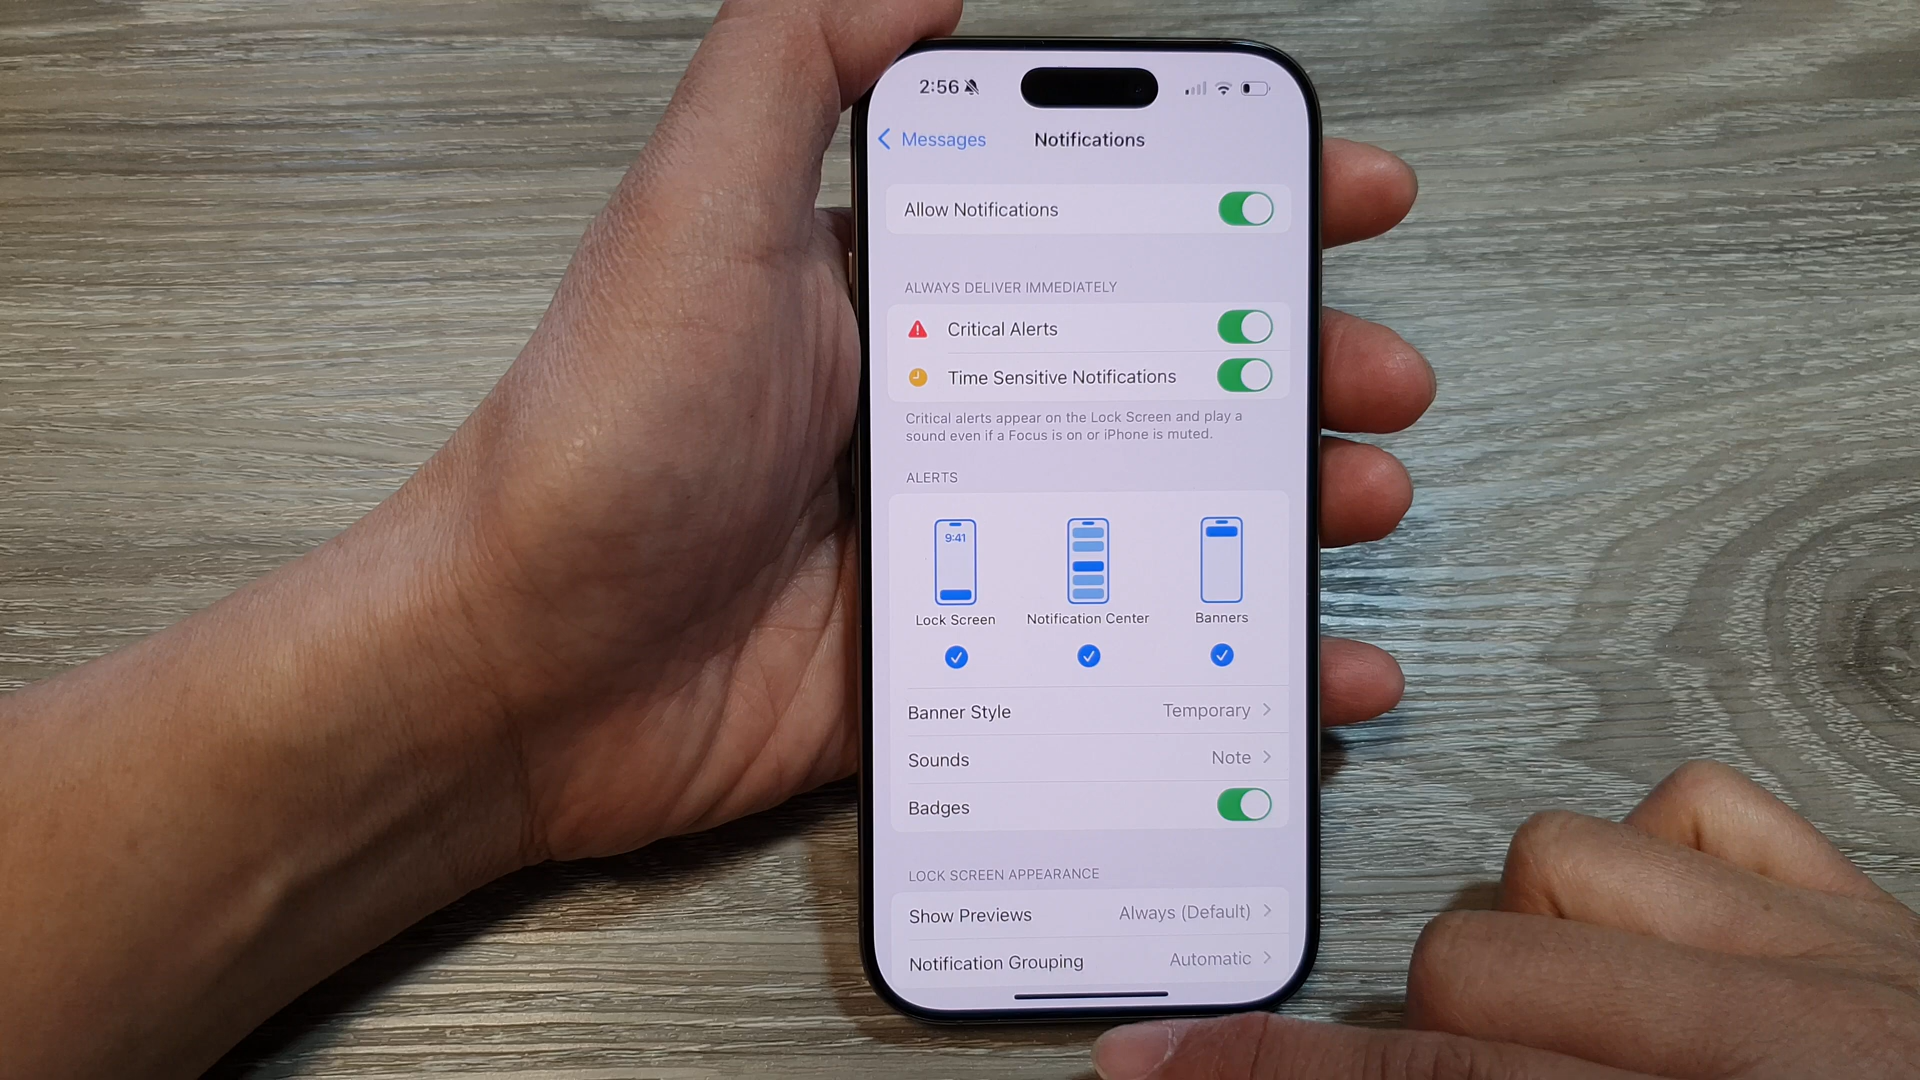 2:56
Messages
Notifications
Allow Notifications
ALWAYS DELIVER IMMEDIATELY
Critical Alerts
Time Sensitive Notifications
Critical alerts appear on the Lock Screen and play a
sound even if a Focus is on or iPhone is muted.
ALERTS
9:41
Lock Screen
Notification Center
Banners
Banner Style Temporary
Sounds Note
Badges
LOCK SCREEN APPEARANCE
Show Previews Always (Default)
Notification Grouping Automatic